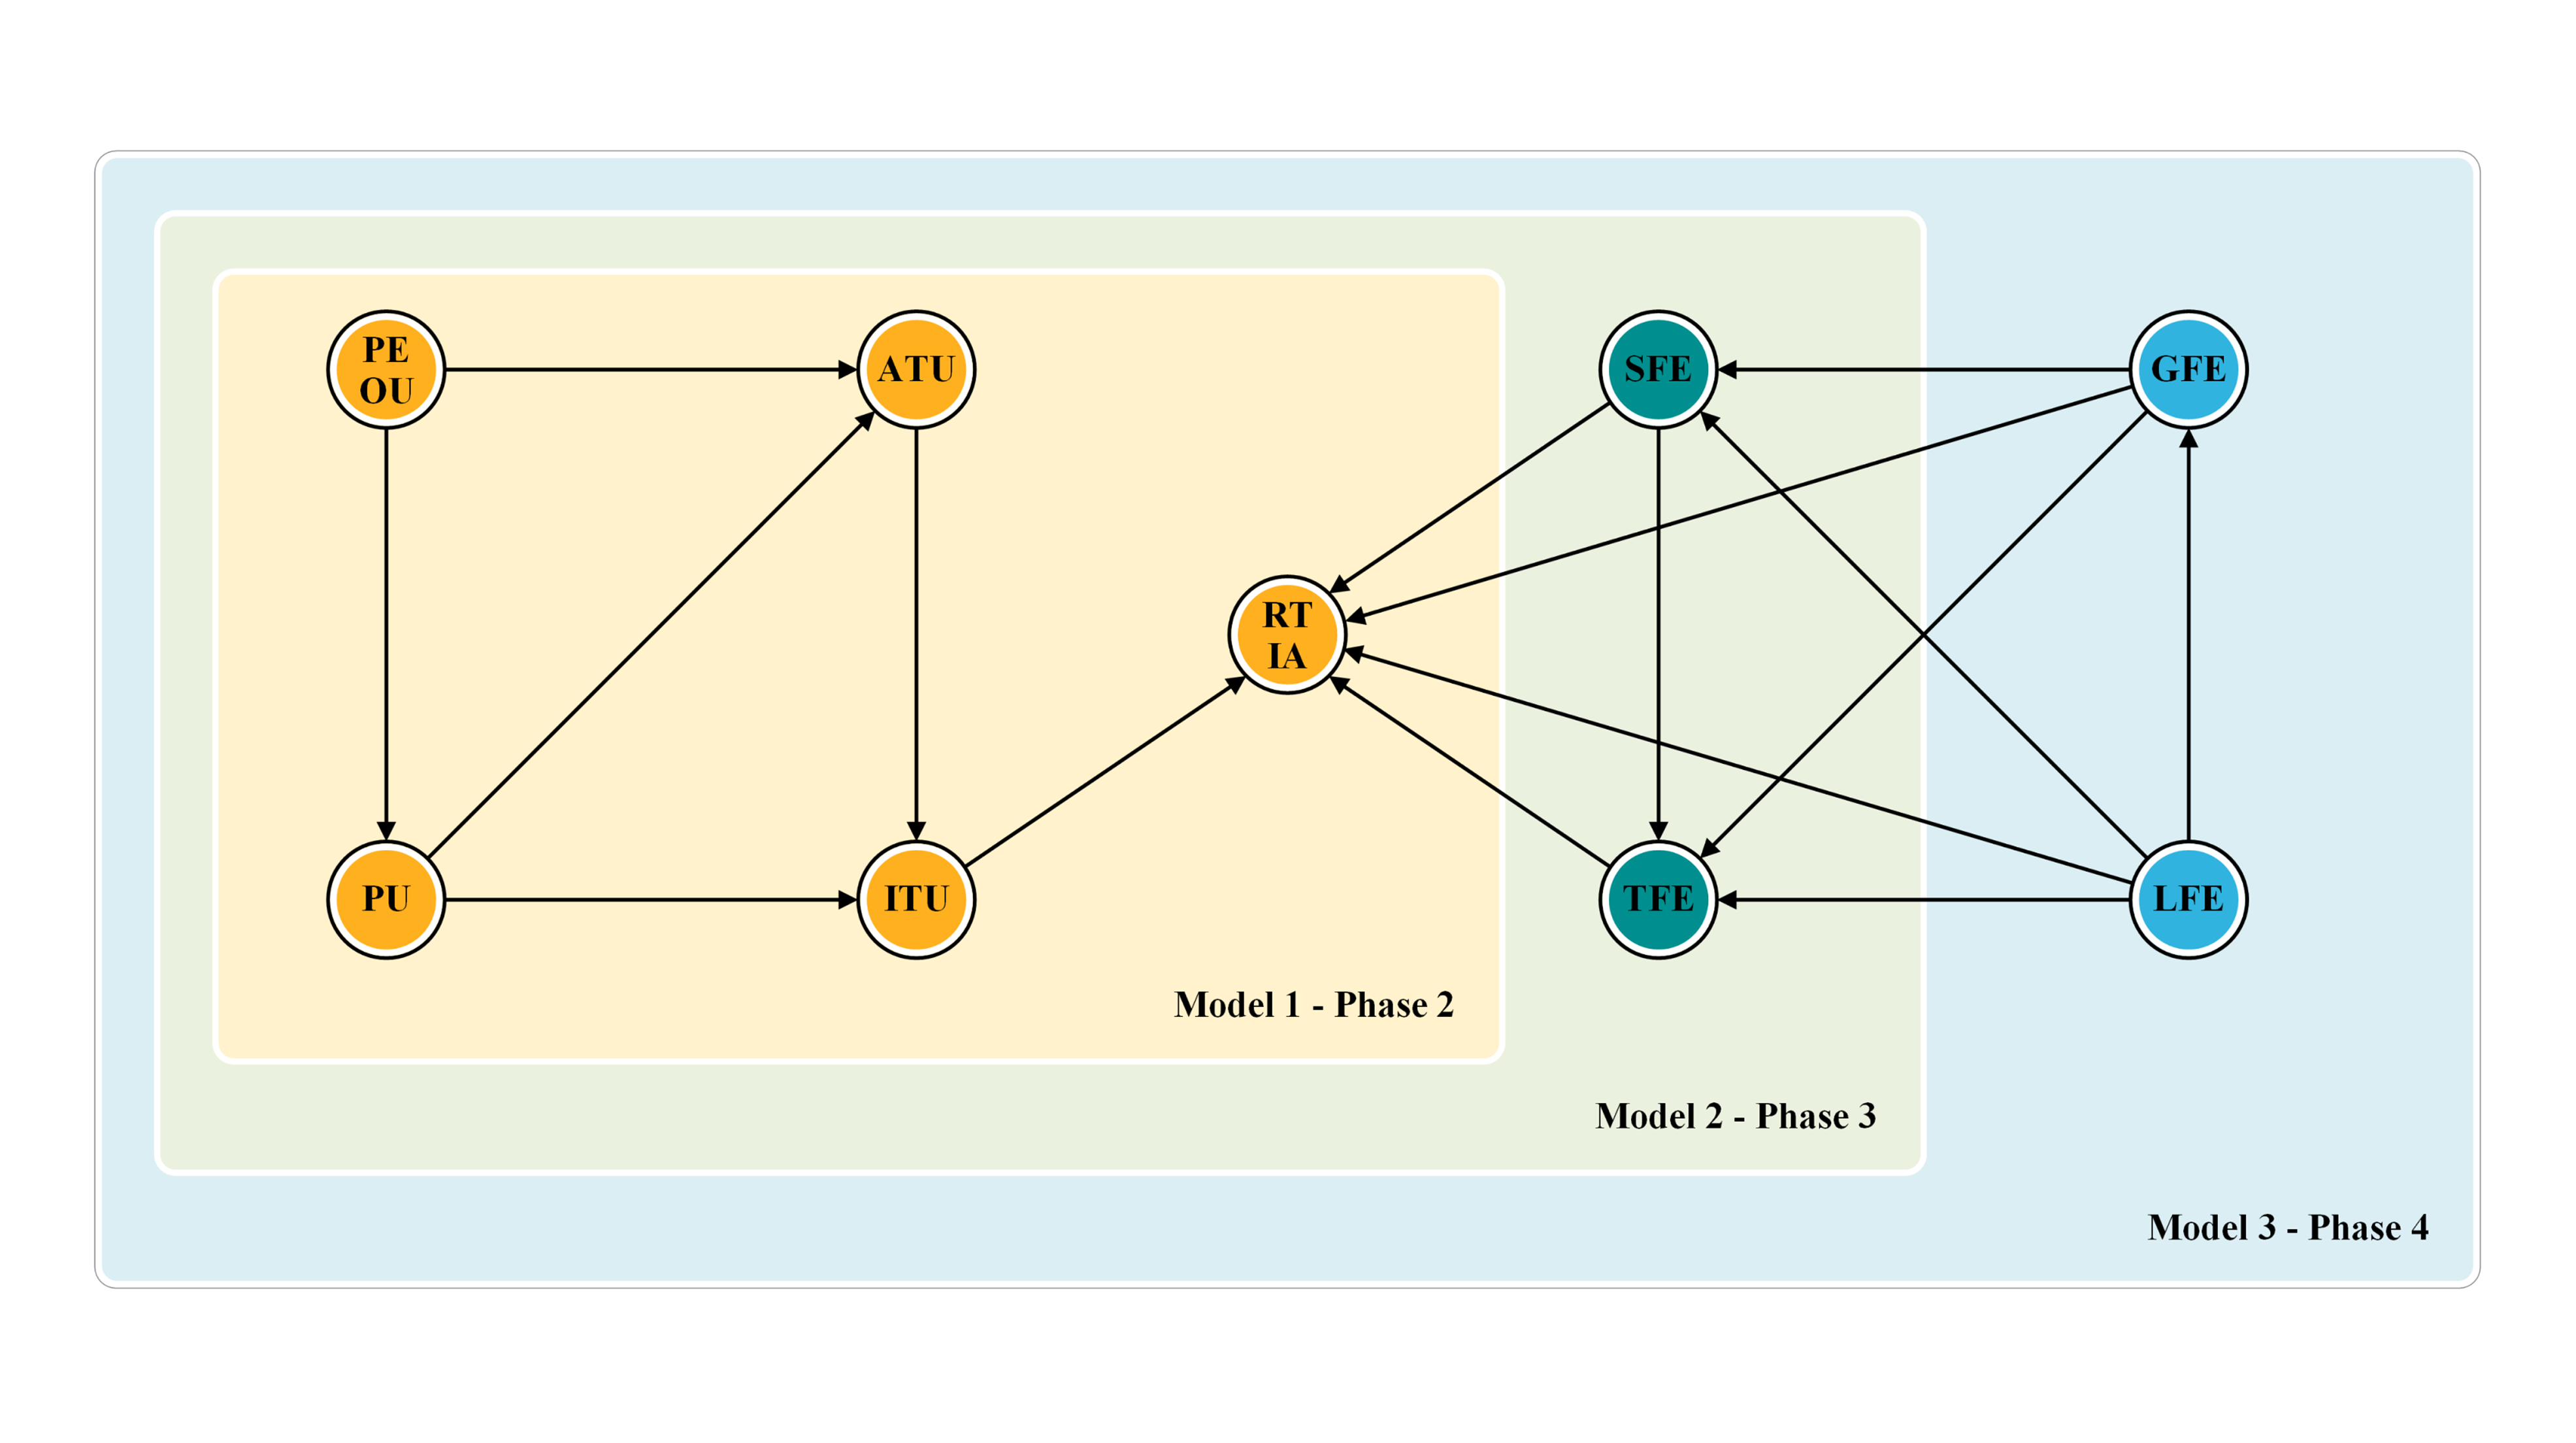 PE
OU
ATU
SFE
GFE
RT
IA
PU
ITU
TFE
LFE
Model 1 - Phase 2
Model 2 - Phase 3
Model 3 - Phase 4